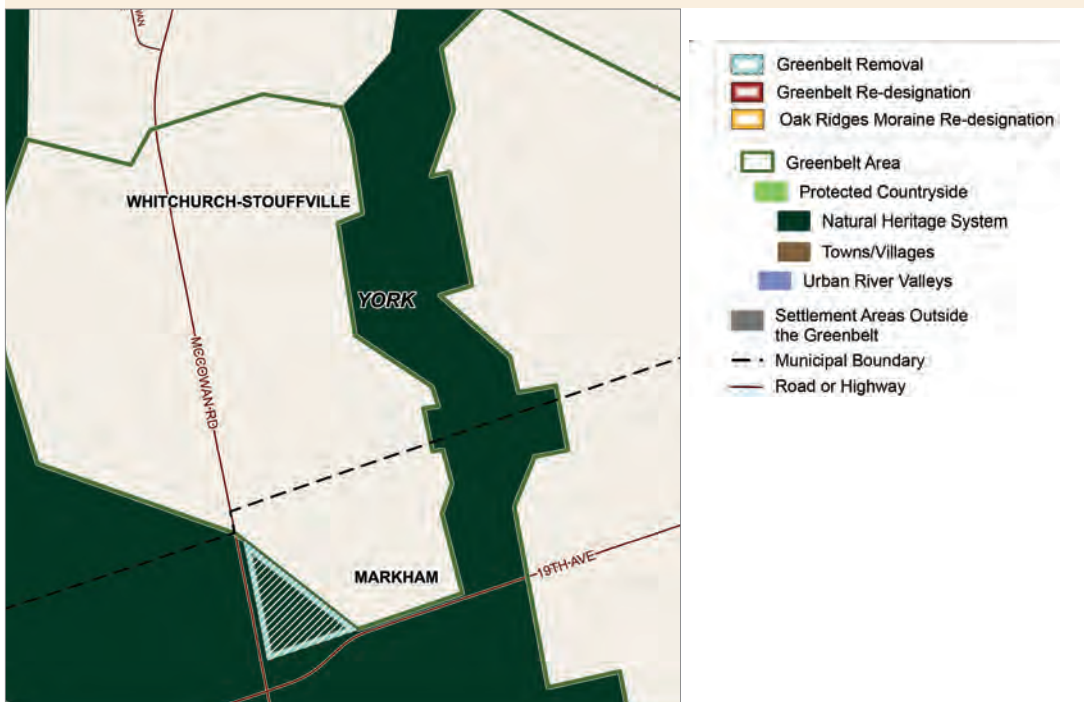 WAN
WHITCHURCH-STOUFFVILLE
YORK
MCCOWAN RD
MARKHAM
19TH AVE
Greenbelt Removal
Greenbelt Re-designation
Oak Ridges Moraine Re-designation
Greenbelt Area
Protected Countryside
Natural Heritage System
Towns/Villages
Urban River Valleys
Settlement Areas Outside
the Greenbelt
Municipal Boundary
Road or Highway